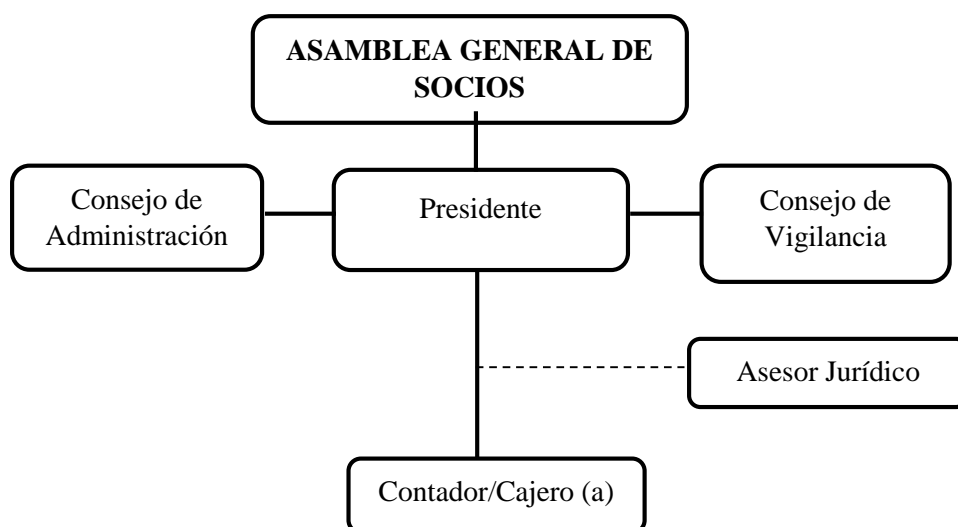 ASAMBLEA GENERAL DE
SOCIOS
Consejo de
Administración
Presidente
Consejo de
Vigilancia
Asesor Jurídico
Contador/Cajero (a)